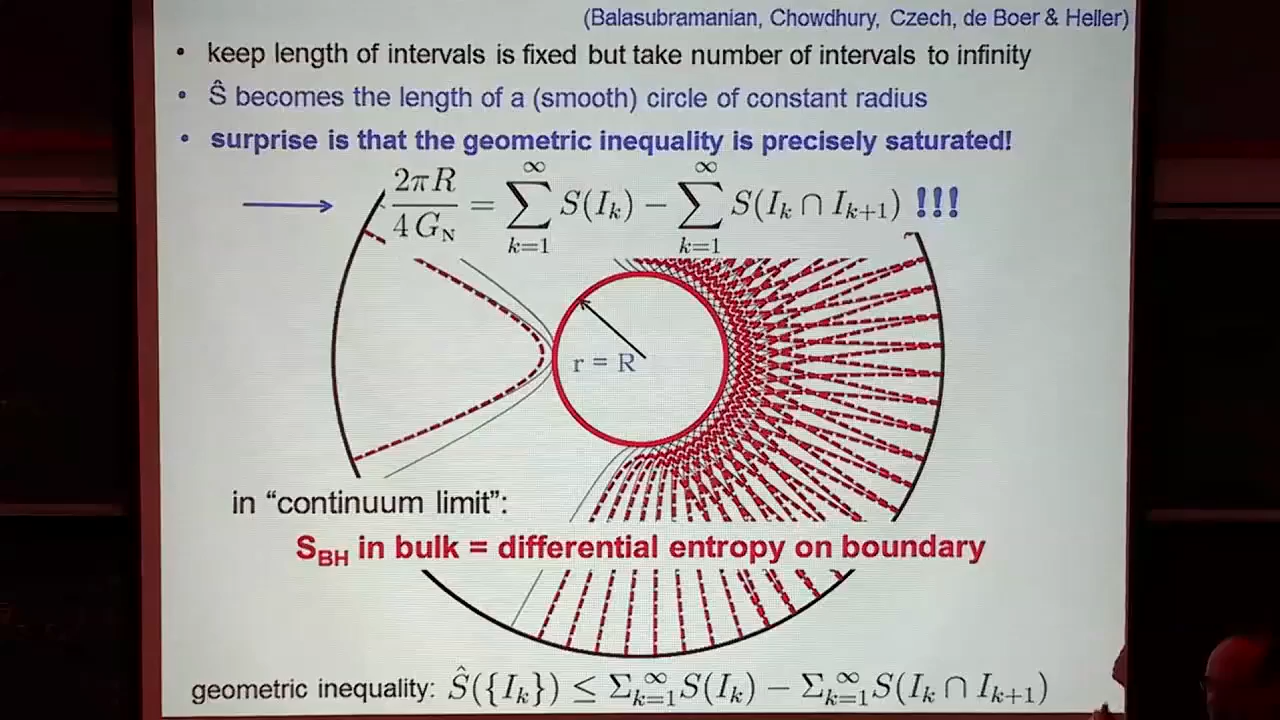 (Balasubramanian, Chowdhury, Czech, de Boer & Heller)
• keep length of intervals is fixed but take number of intervals to infinity
• Ŝ becomes the length of a (smooth) circle of constant radius
• surprise is that the geometric inequality is precisely saturated!
2πR / 4 G_N = ∑_{k=1}^{∞} S(I_k) − ∑_{k=1}^{∞} S(I_k ∩ I_{k+1}) !!!
r = R
in “continuum limit”:
S_BH in bulk = differential entropy on boundary
geometric inequality: Ŝ({I_k}) ≤ Σ_{k=1}^{∞} S(I_k) − Σ_{k=1}^{∞} S(I_k ∩ I_{k+1})